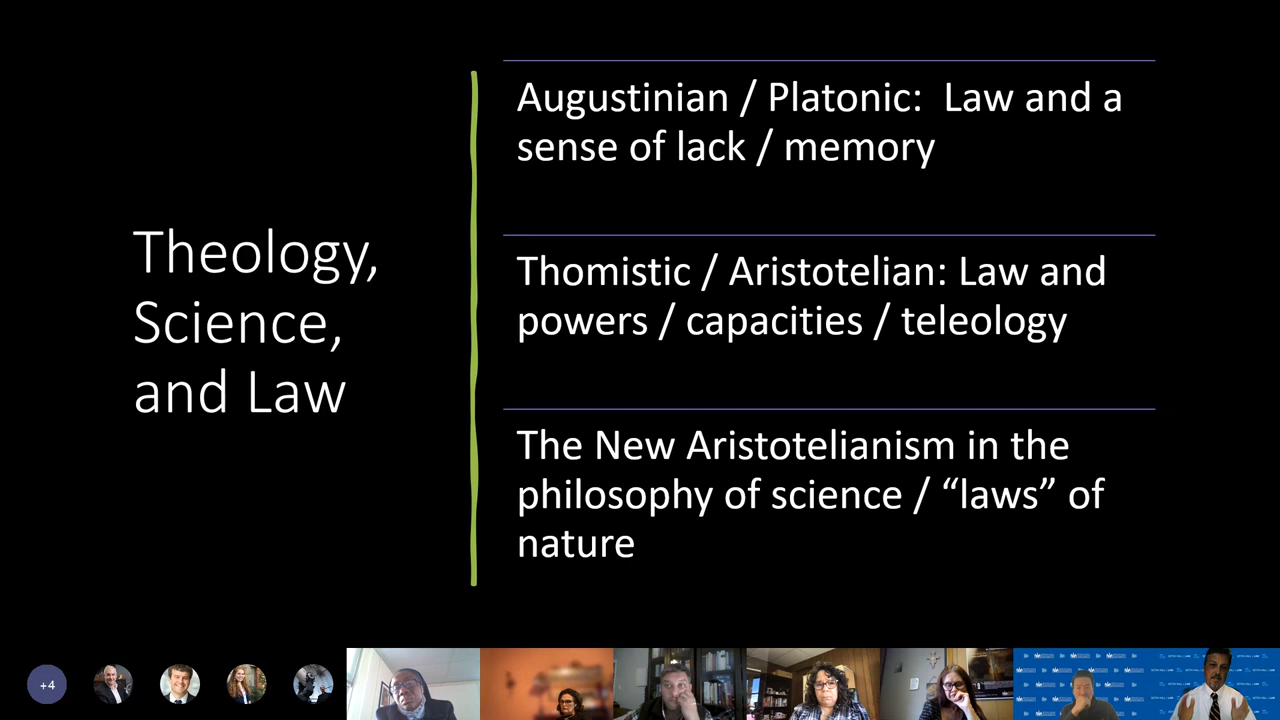 Theology,
Science,
and Law
Augustinian / Platonic: Law and a
sense of lack / memory
Thomistic / Aristotelian: Law and
powers / capacities / teleology
The New Aristotelianism in the
philosophy of science / “laws” of
nature
+4